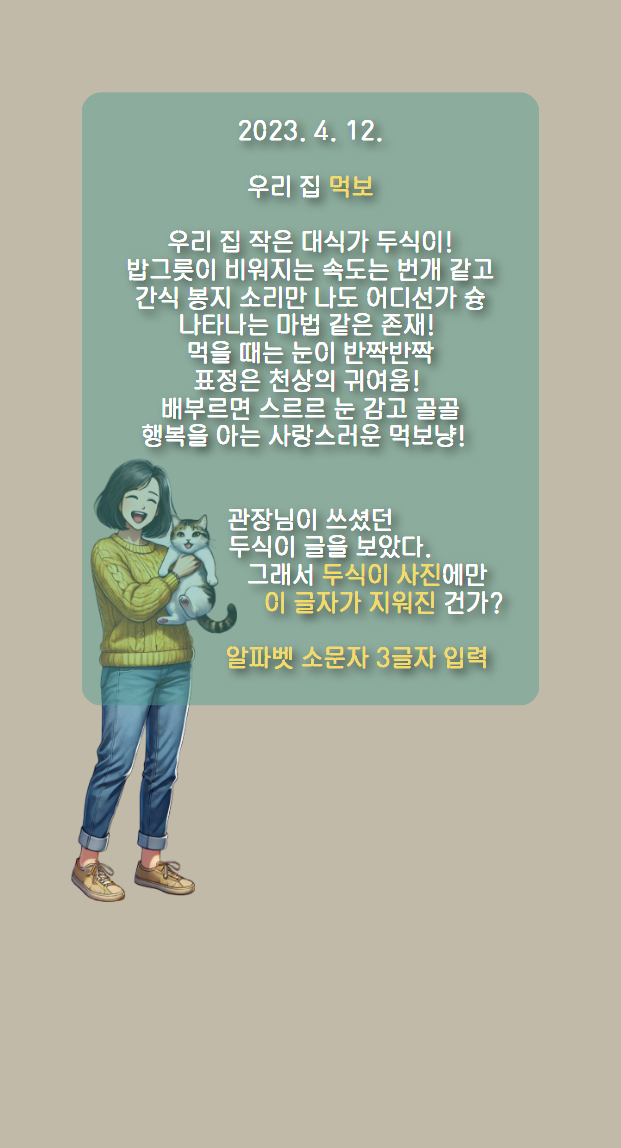 2023. 4. 12.
우리 집 먹보
우리 집 작은 대식가 두식이!
밥그릇이 비워지는 속도는 번개 같고
간식 봉지 소리만 나도 어디선가 슝
나타나는 마법 같은 존재!
먹을 때는 눈이 반짝반짝
표정은 천상의 귀여움!
배부르면 스르르 눈 감고 골골
행복을 아는 사랑스러운 먹보냥!
관장님이 쓰셨던
두식이 글을 보았다.
그래서 두식이 사진에만
이 글자가 지워진 건가?
알파벳 소문자 3글자 입력